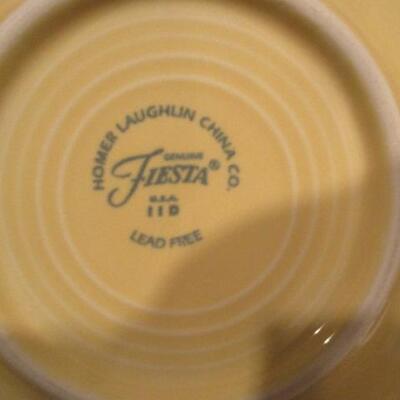 HOMER LAUGHLIN CHINA CO.
GENUINE
FIESTA®
U.S.A.
11D
LEAD FREE